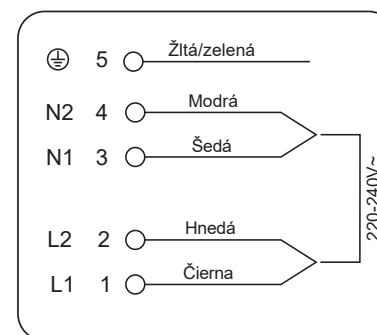 5 Žltá/zelená
N2 4 Modrá
N1 3 Šedá
L2 2 Hnedá
L1 1 Čierna
220-240V~